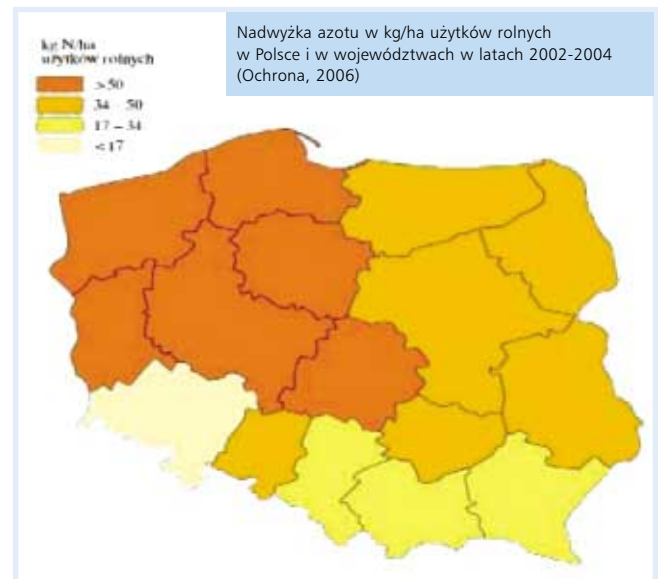 Nadwyżka azotu w kg/ha użytków rolnych
w Polsce i w województwach w latach 2002-2004
(Ochrona, 2006)
kg N/ha
użytków rolnych
>50
34 – 50
17 – 34
<17